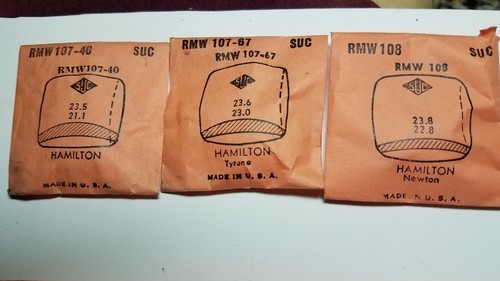 RMW 107-40 SUC
RMW107-40
SUC
23.5
21.1
HAMILTON
MADE IN U.S.A.
RMW 107-67 SUC
RMW 107-67
SUC
23.6
23.0
HAMILTON
Tyrone
MADE IN U.S.A.
RMW 108 SUC
RMW 108
SUC
23.8
22.8
HAMILTON
Newton
MADE IN U.S.A.